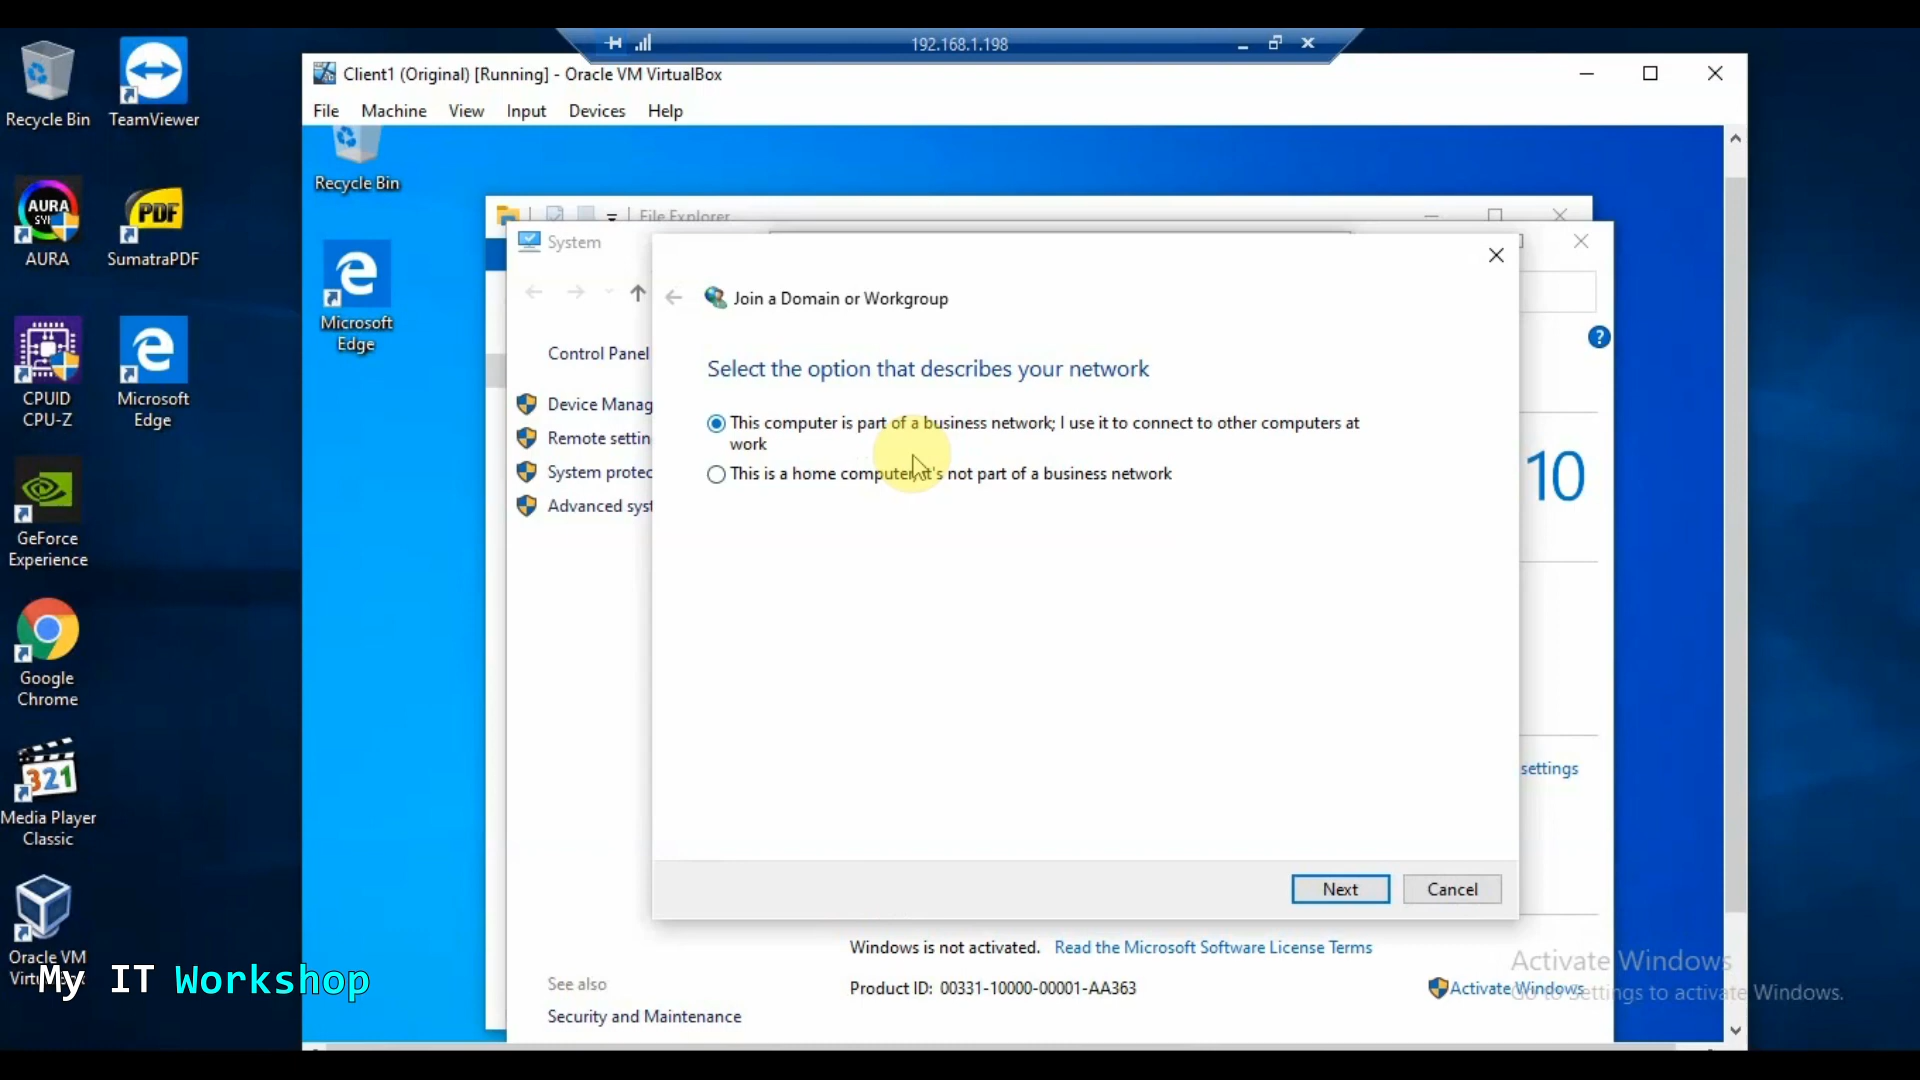 192.168.1.198
Client1 (Original) [Running] - Oracle VM VirtualBox
File Machine View Input Devices Help
Recycle Bin
TeamViewer
AURA
SumatraPDF
CPUID
CPU-Z
Microsoft
Edge
GeForce
Experience
Google
Chrome
Media Player
Classic
Oracle VM
My IT Workshop
Recycle Bin
Microsoft
Edge
File Explorer
System
Control Panel
Device Manag
Remote settin
System protec
Advanced syst
See also
Security and Maintenance
Join a Domain or Workgroup
Select the option that describes your network
This computer is part of a business network; I use it to connect to other computers at
work
This is a home computer; it's not part of a business network
Next
Cancel
10
settings
Windows is not activated. Read the Microsoft Software License Terms
Product ID: 00331-10000-00001-AA363
Activate Windows
Activate Windows
Go to Settings to activate Windows.